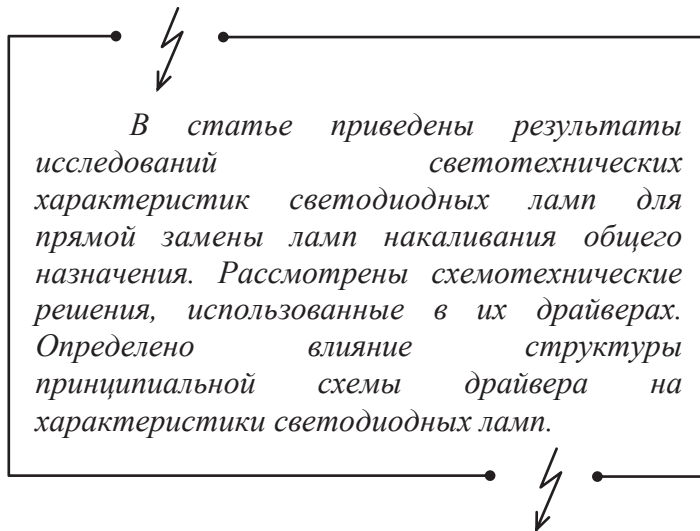 В статье приведены результаты
исследований светотехнических
характеристик светодиодных ламп для
прямой замены ламп накаливания общего
назначения. Рассмотрены схемотехнические
решения, использованные в их драйверах.
Определено влияние структуры
принципиальной схемы драйвера на
характеристики светодиодных ламп.